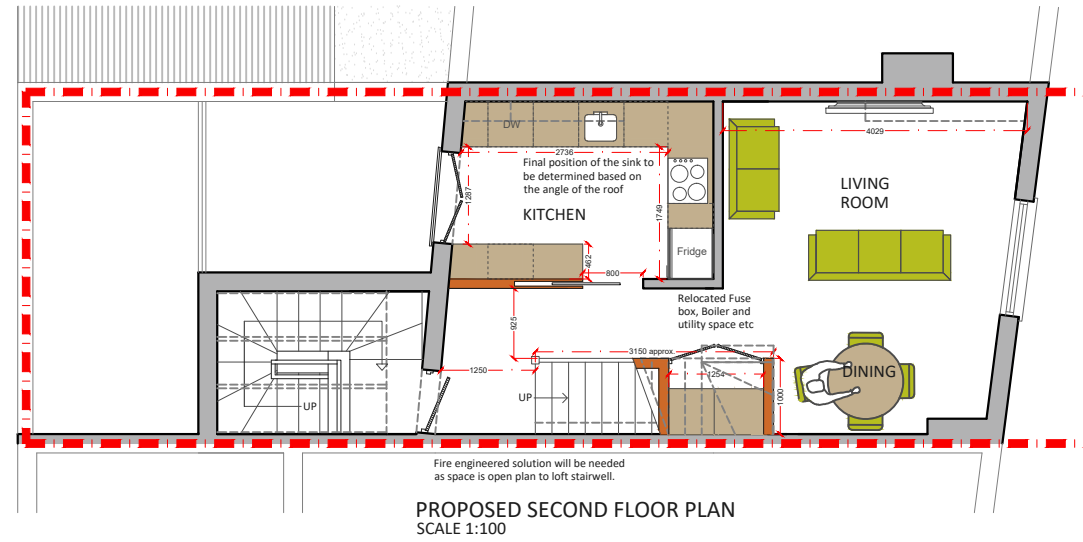 DW
2736
4029
Final position of the sink to
be determined based on
the angle of the roof
1287
1749
KITCHEN
LIVING
ROOM
Fridge
462
800
Relocated Fuse
box, Boiler and
utility space etc
925
3150 approx.
1250
1254
1000
DINING
UP
UP
Fire engineered solution will be needed
as space is open plan to loft stairwell.
PROPOSED SECOND FLOOR PLAN
SCALE 1:100